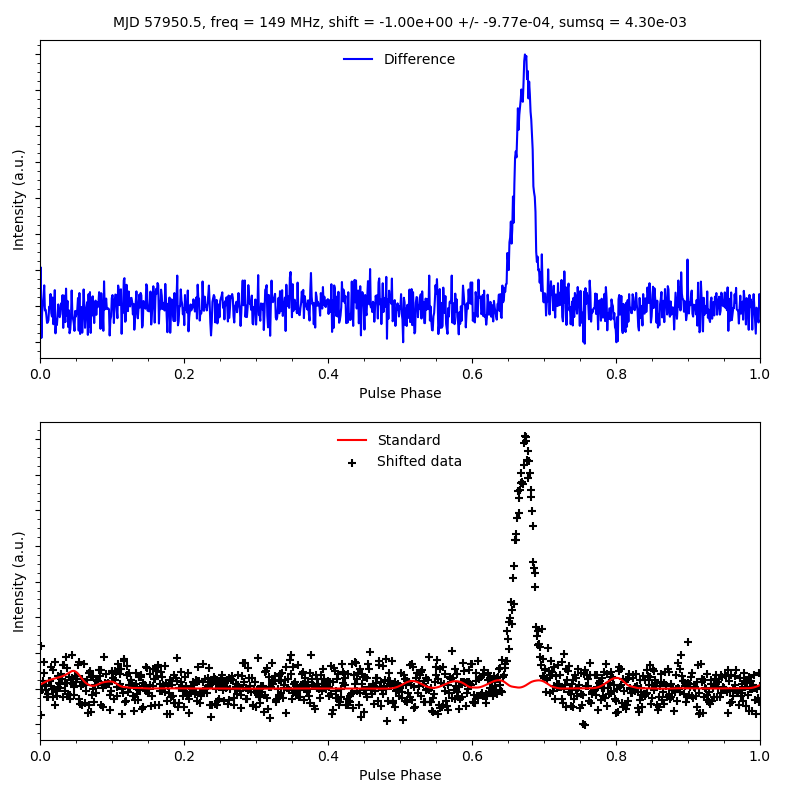 MJD 57950.5, freq = 149 MHz, shift = -1.00e+00 +/- -9.77e-04, sumsq = 4.30e-03
Difference
Intensity (a.u.)
0.0 0.2 0.4 0.6 0.8 1.0
Pulse Phase
Standard
Shifted data
Intensity (a.u.)
0.0 0.2 0.4 0.6 0.8 1.0
Pulse Phase